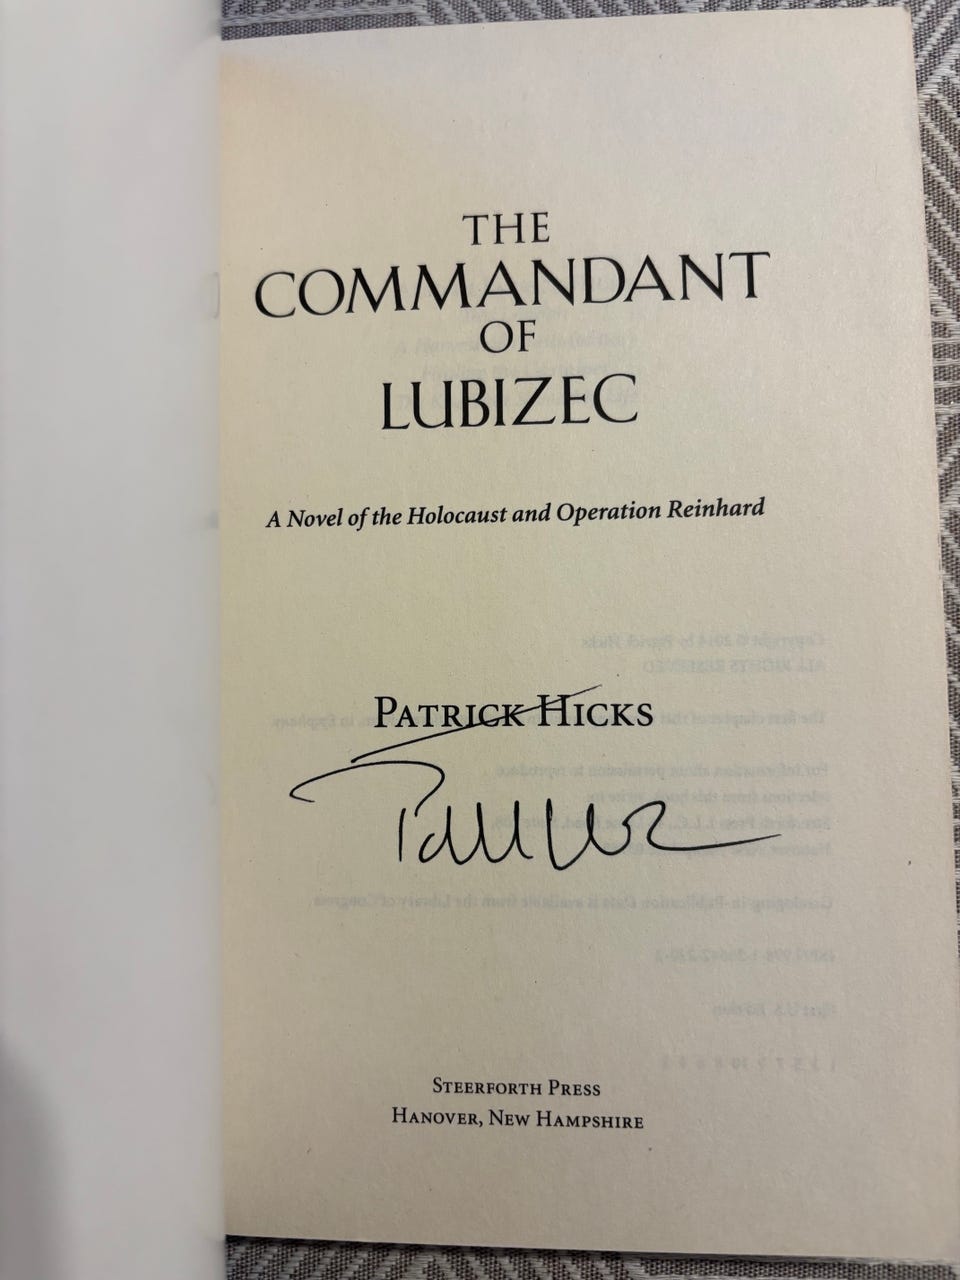 THE
COMMANDANT
OF
LUBIZEC
A Novel of the Holocaust and Operation Reinhard
PATRICK HICKS
STEERFORTH PRESS
HANOVER, NEW HAMPSHIRE